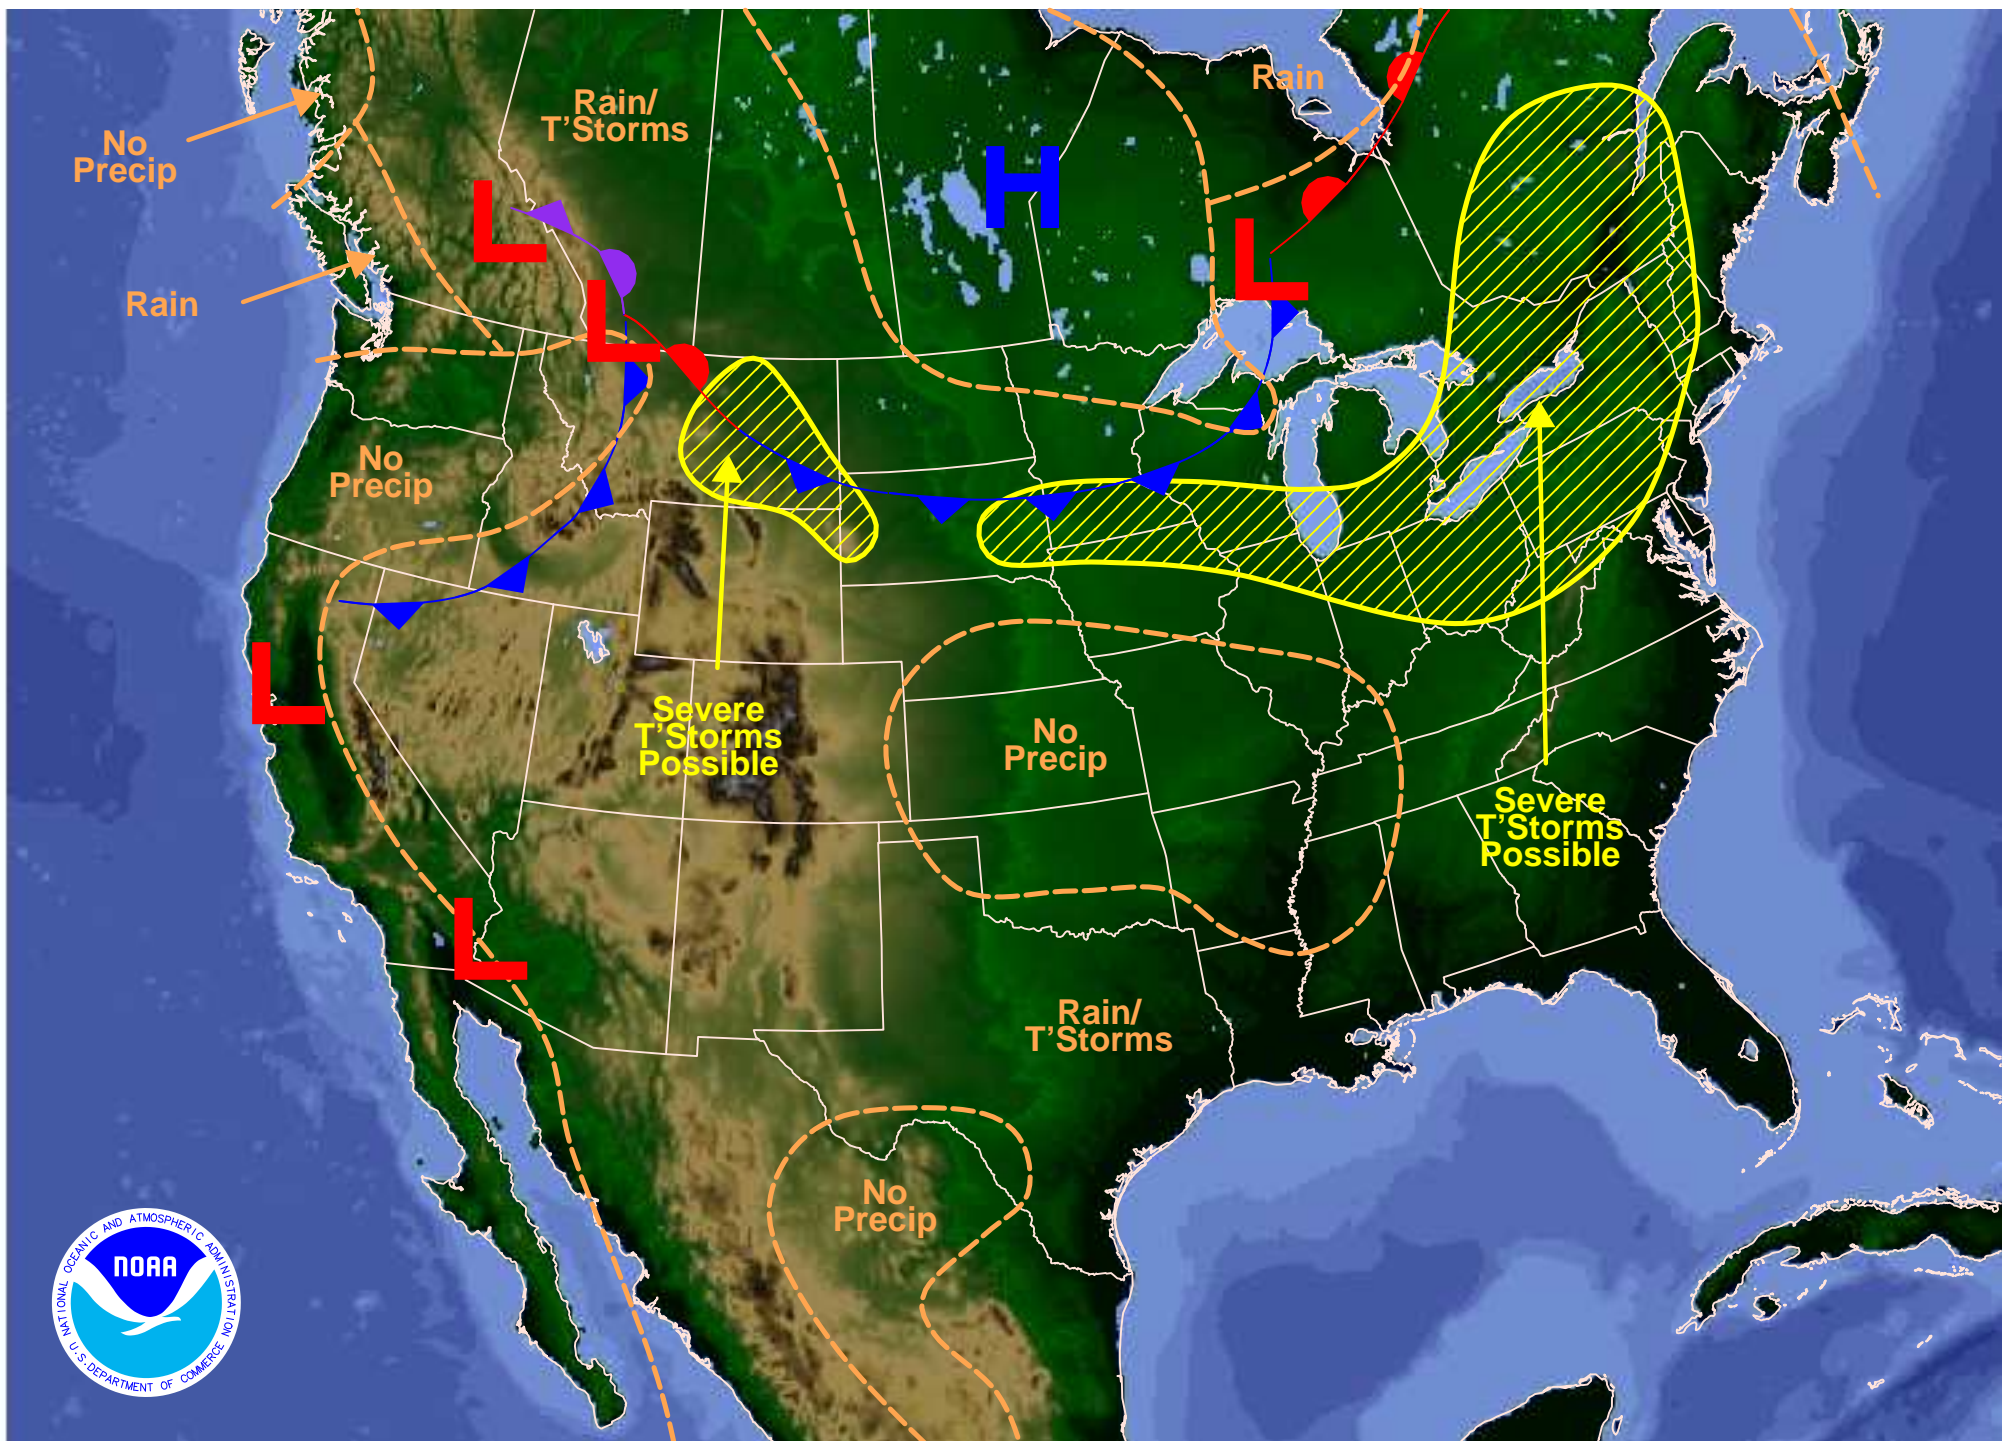 Rain
Rain/
T'Storms
No
Precip
H
L
Rain
L
L
No
Precip
L
Severe
T'Storms
Possible
No
Precip
Severe
T'Storms
Possible
L
Rain/
T'Storms
No
Precip
NATIONAL OCEANIC AND ATMOSPHERIC ADMINISTRATION
NOAA
U.S. DEPARTMENT OF COMMERCE